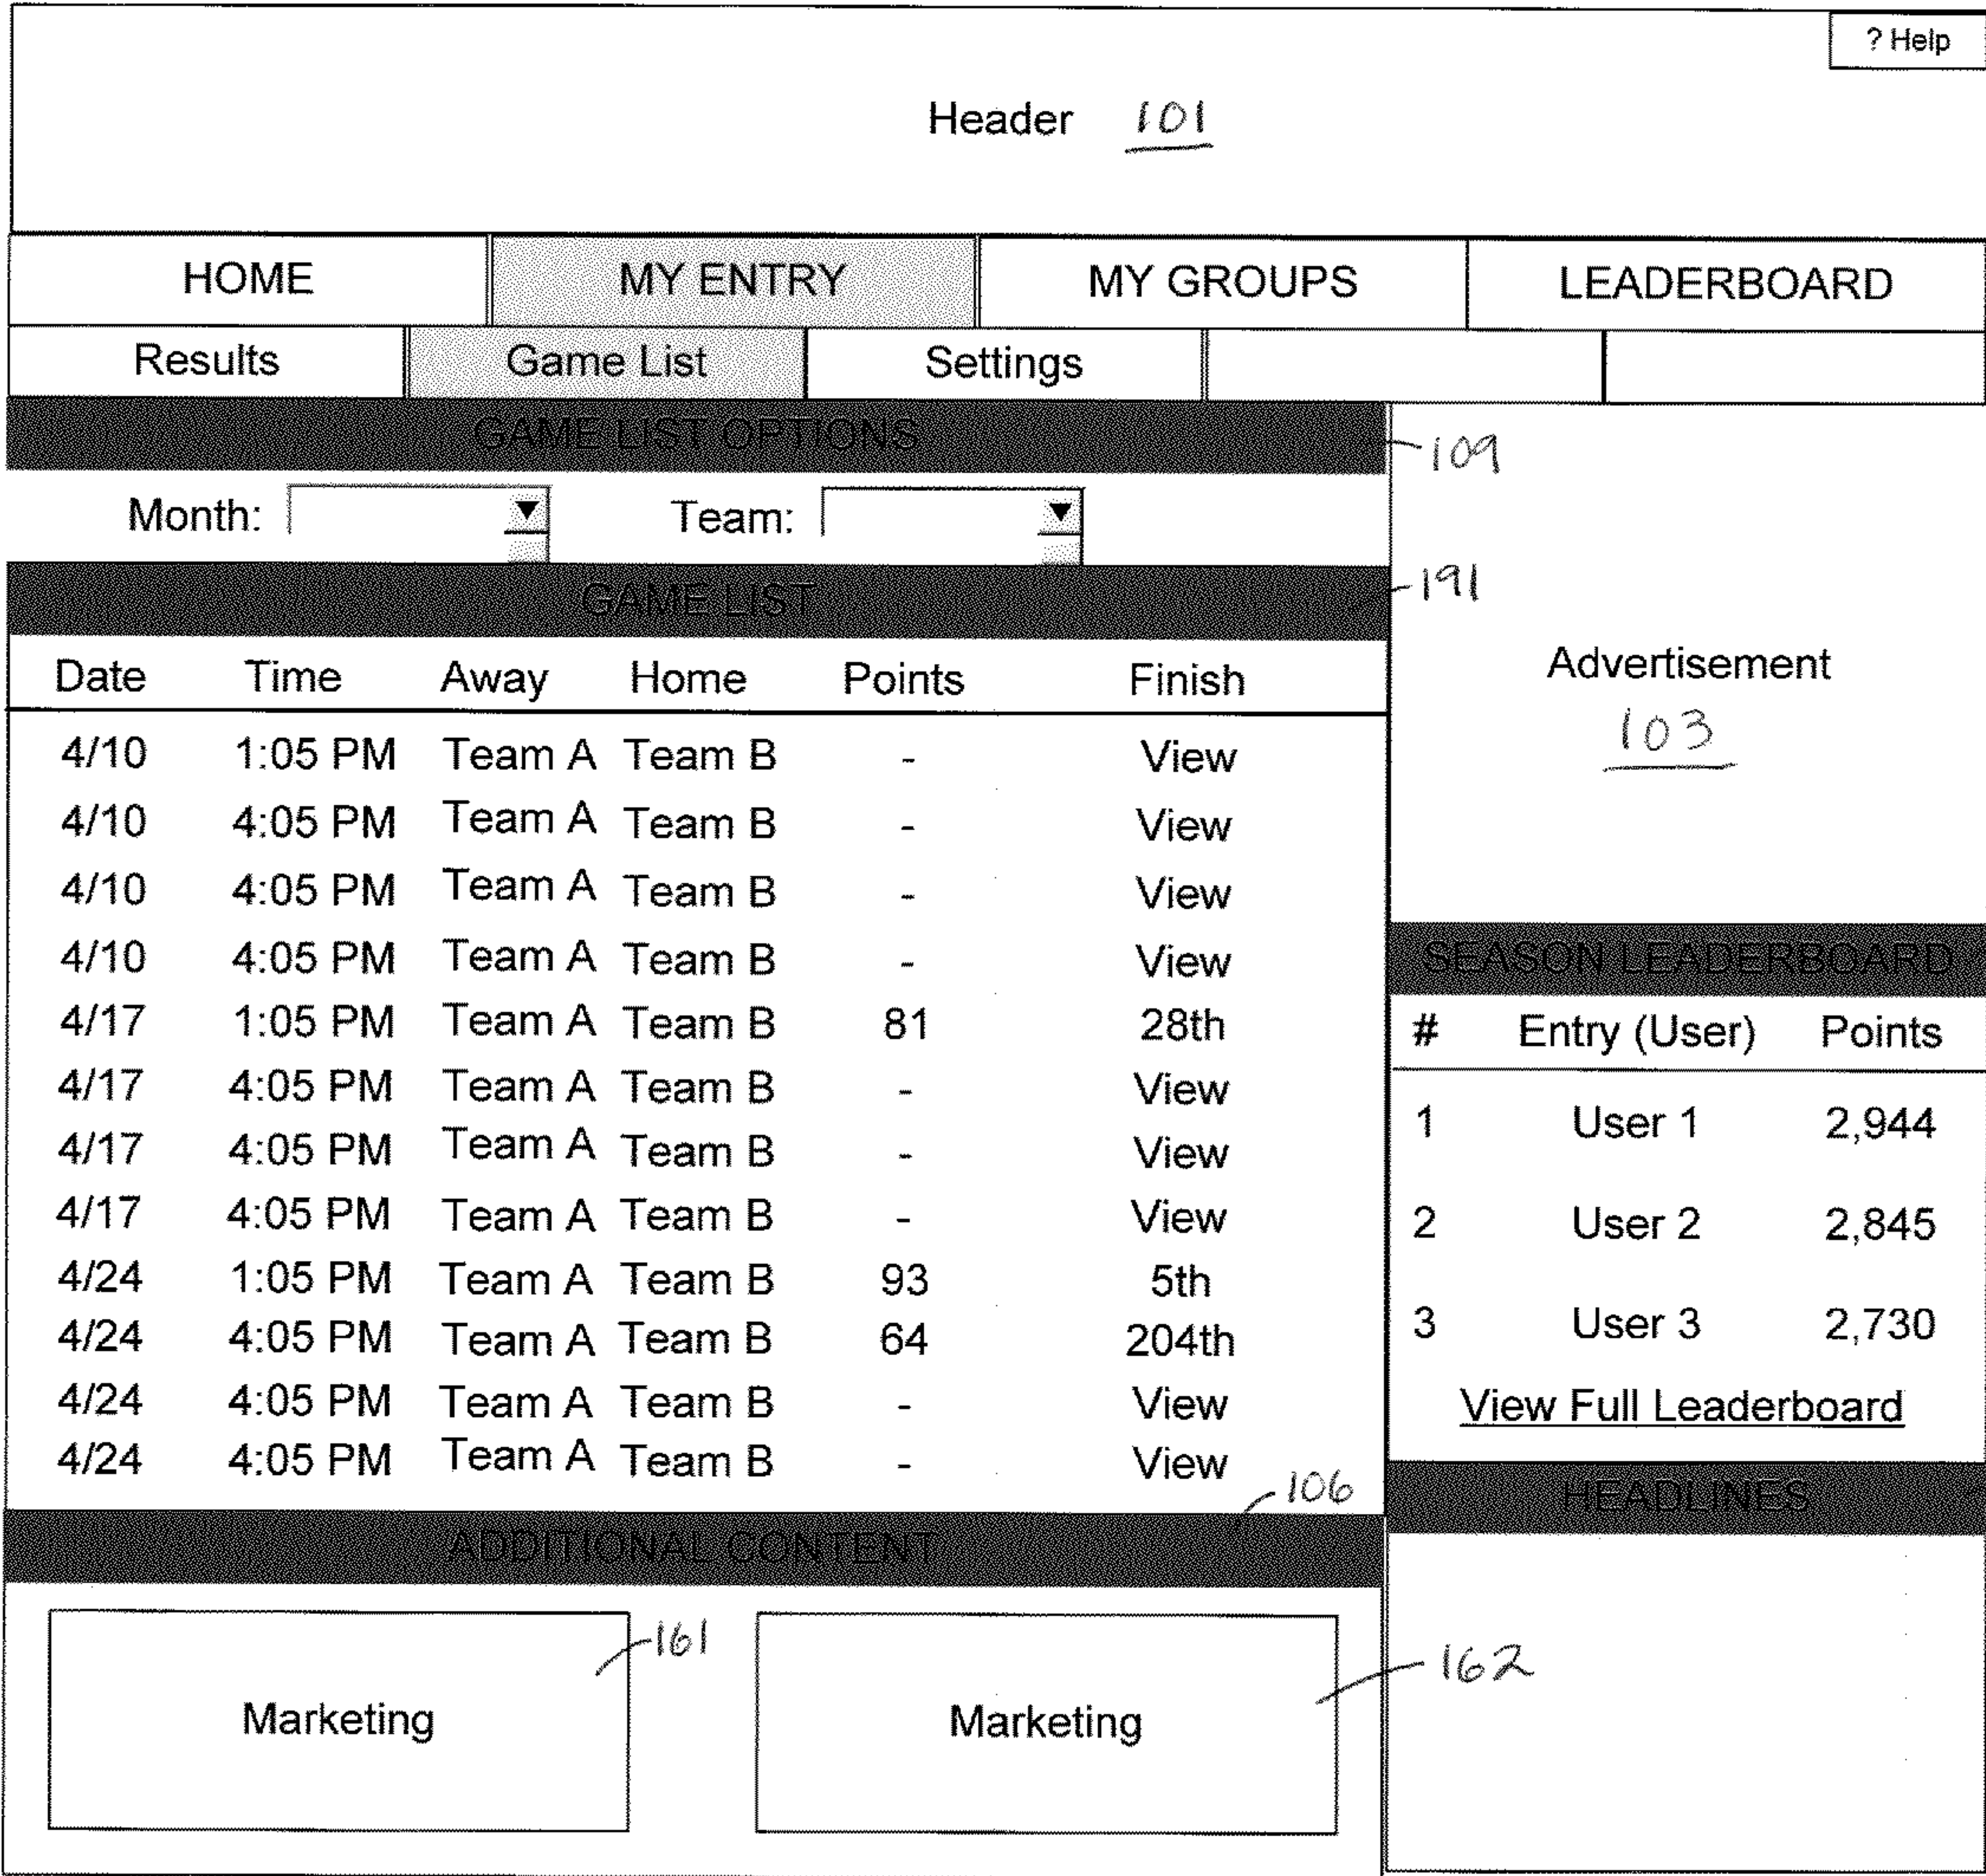 ? Help
Header 101
HOME MY ENTRY MY GROUPS LEADERBOARD
Results Game List Settings
GAME LIST OPTIONS 109
Month: Team:
GAME LIST 191
Date Time Away Home Points Finish
4/10 1:05 PM Team A Team B - View
4/10 4:05 PM Team A Team B - View
4/10 4:05 PM Team A Team B - View
4/10 4:05 PM Team A Team B - View
4/17 1:05 PM Team A Team B 81 28th
4/17 4:05 PM Team A Team B - View
4/17 4:05 PM Team A Team B - View
4/17 4:05 PM Team A Team B - View
4/24 1:05 PM Team A Team B 93 5th
4/24 4:05 PM Team A Team B 64 204th
4/24 4:05 PM Team A Team B - View
4/24 4:05 PM Team A Team B - View
106
ADDITIONAL CONTENT
Marketing 161
Marketing 162
Advertisement
103
SEASON LEADERBOARD
# Entry (User) Points
1 User 1 2,944
2 User 2 2,845
3 User 3 2,730
View Full Leaderboard
HEADLINES